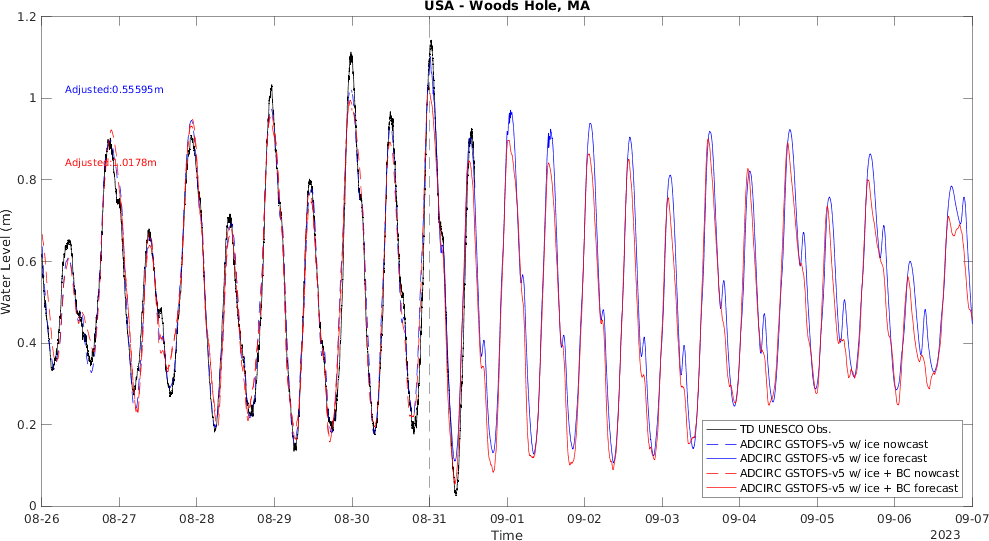 USA - Woods Hole, MA
1.2
1
0.8
0.6
0.4
0.2
0
Water Level (m)
Adjusted:0.55595m
Adjusted:
.0178m
TD UNESCO Obs.
ADCIRC GSTOFS-v5 w/ ice nowcast
ADCIRC GSTOFS-v5 w/ ice forecast
ADCIRC GSTOFS-v5 w/ ice + BC nowcast
ADCIRC GSTOFS-v5 w/ ice + BC forecast
08-26 08-27 08-28 08-29 08-30 08-31 09-01 09-02 09-03 09-04 09-05 09-06 09-07
Time
2023